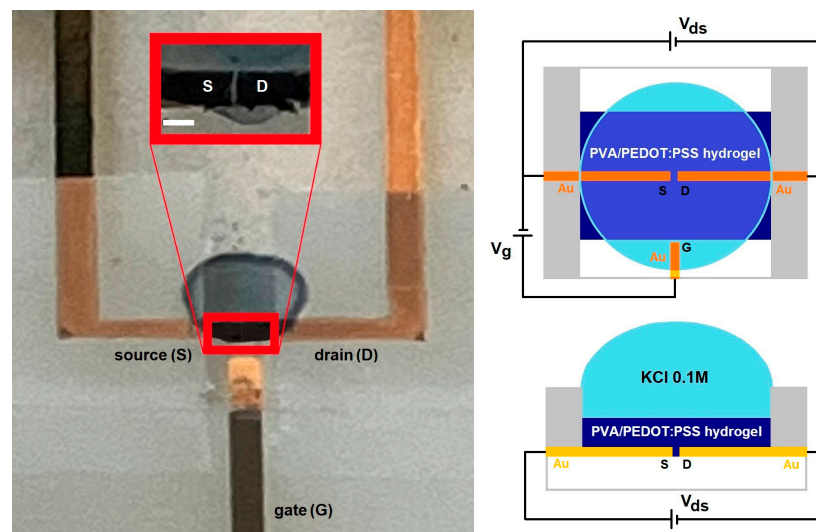 S D
source (S)
drain (D)
gate (G)
Vds
PVA/PEDOT:PSS hydrogel
Au
S D
Au
G
Au
Vg
KCl 0.1M
PVA/PEDOT:PSS hydrogel
Au
S D
Au
Vds